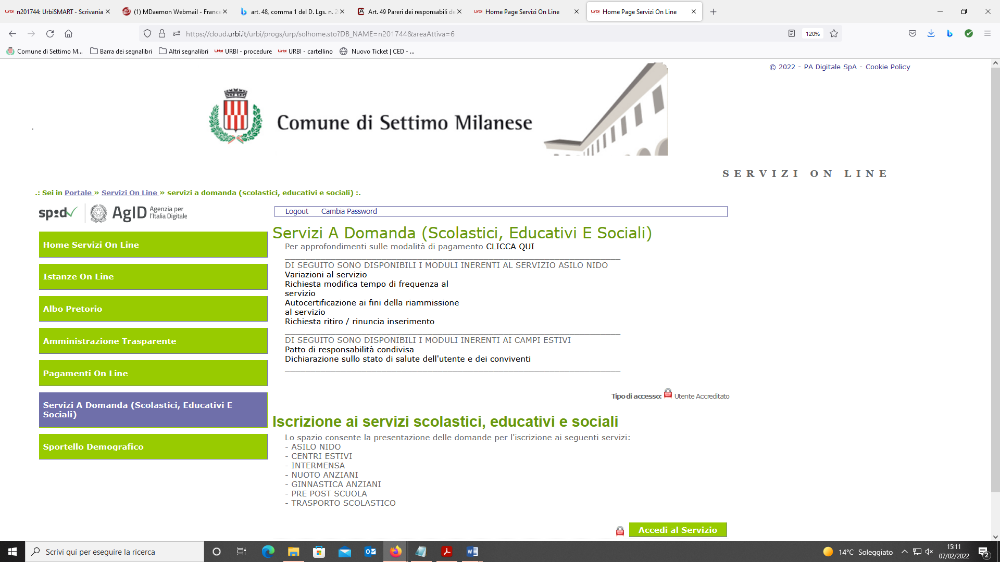 n201744: UrbiSMART - Scrivania
(1) MDaemon Webmail - France
art. 48, comma 1 del D. Lgs. n. 2
Art. 49 Pareri dei responsabili de
Home Page Servizi On Line
Home Page Servizi On Line
https://cloud.urbi.it/urbi/progs/urp/solhome.sto?DB_NAME=n201744&areaAttiva=6
120%
Comune di Settimo M...
Barra dei segnalibri
Altri segnalibri
URBI - procedure
URBI - cartellino
Nuovo Ticket | CED - ...
© 2022 - PA Digitale SpA - Cookie Policy
Comune di Settimo Milanese
SERVIZI ON LINE
.: Sei in Portale » Servizi On Line » servizi a domanda (scolastici, educativi e sociali) :.
spid
AgID Agenzia per
l'Italia Digitale
Logout
Cambia Password
Home Servizi On Line
Istanze On Line
Albo Pretorio
Amministrazione Trasparente
Pagamenti On Line
Servizi A Domanda (Scolastici, Educativi E
Sociali)
Sportello Demografico
Servizi A Domanda (Scolastici, Educativi E Sociali)
Per approfondimenti sulle modalità di pagamento CLICCA QUI
DI SEGUITO SONO DISPONIBILI I MODULI INERENTI AL SERVIZIO ASILO NIDO
Variazioni al servizio
Richiesta modifica tempo di frequenza al
servizio
Autocertificazione ai fini della riammissione
al servizio
Richiesta ritiro / rinuncia inserimento
DI SEGUITO SONO DISPONIBILI I MODULI INERENTI AI CAMPI ESTIVI
Patto di responsabilità condivisa
Dichiarazione sullo stato di salute dell'utente e dei conviventi
Tipo di accesso: Utente Accreditato
Iscrizione ai servizi scolastici, educativi e sociali
Lo spazio consente la presentazione delle domande per l'iscrizione ai seguenti servizi:
- ASILO NIDO
- CENTRI ESTIVI
- INTERMENSA
- NUOTO ANZIANI
- GINNASTICA ANZIANI
- PRE POST SCUOLA
- TRASPORTO SCOLASTICO
Accedi al Servizio
Scrivi qui per eseguire la ricerca
14°C Soleggiato
15:11
07/02/2022
2